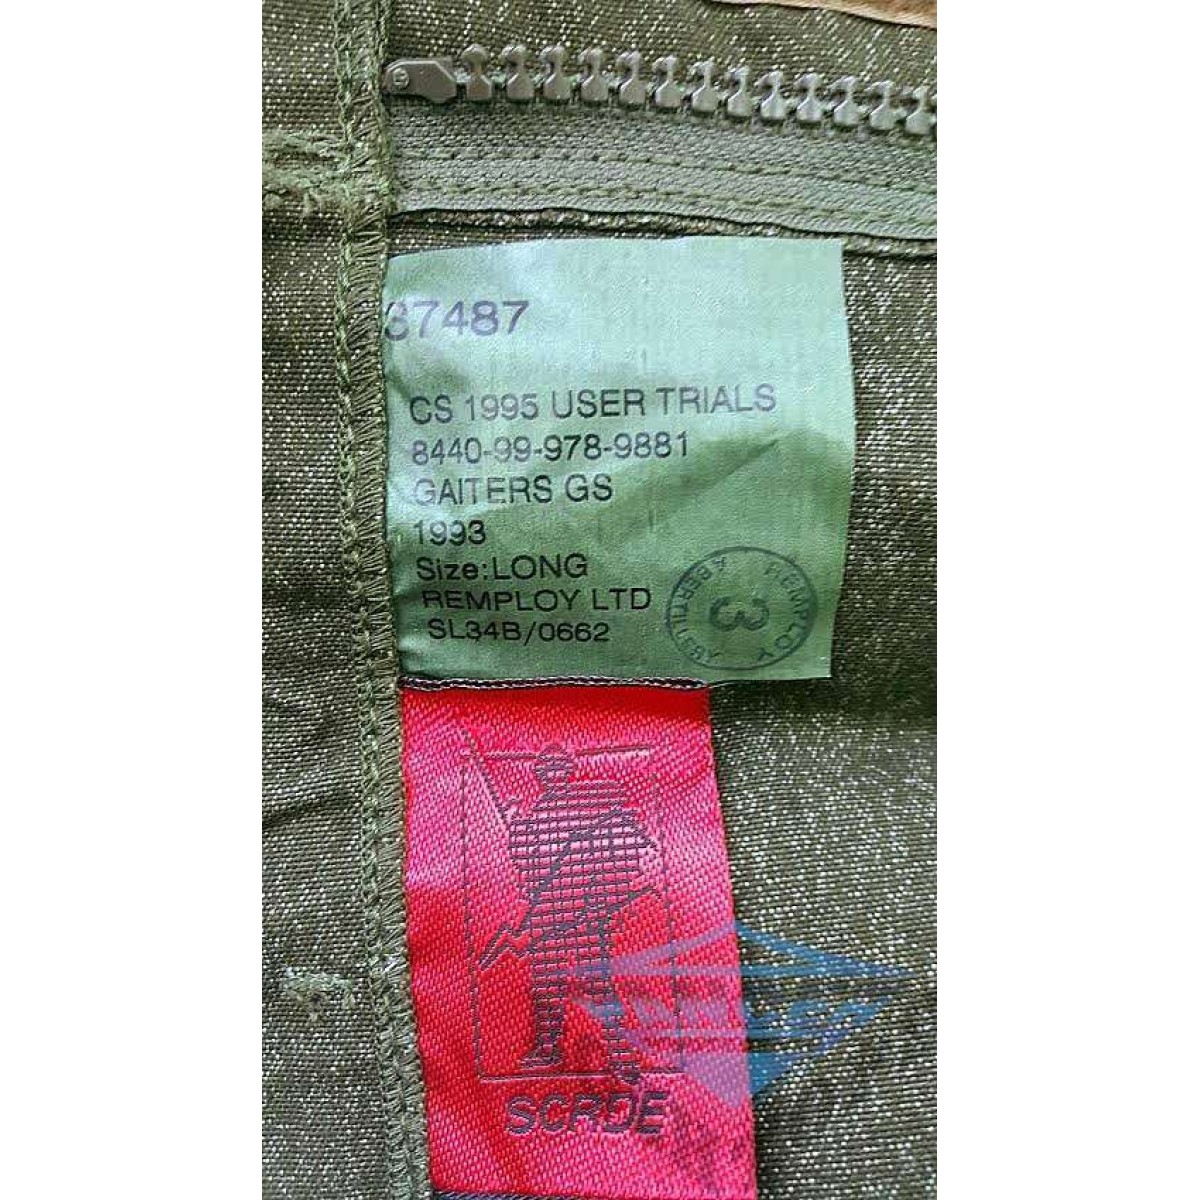 37487
CS 1995 USER TRIALS
8440-99-978-9881
GAITERS GS
1993
Size:LONG
REMPLOY LTD
SL34B/0662
REMPLOY
3
SCRDE